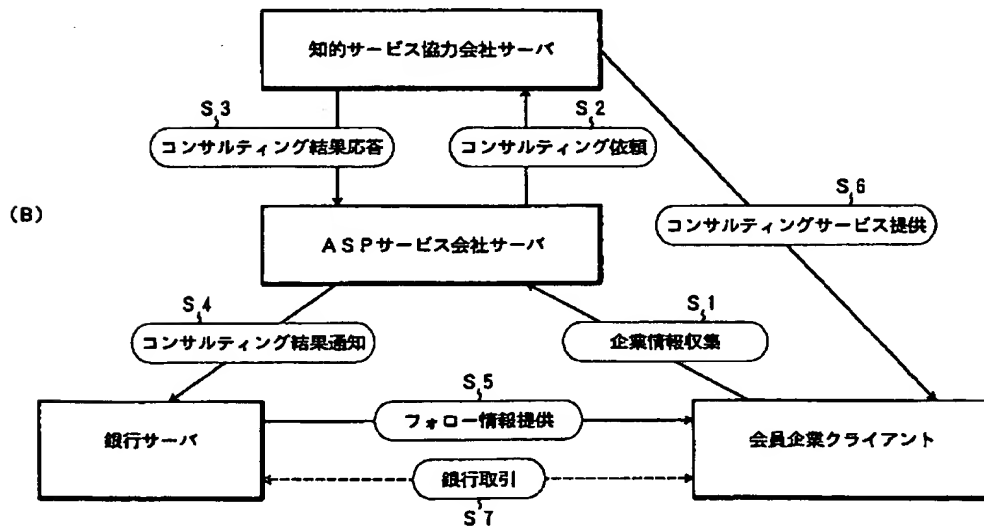 知的サービス協力会社サーバ
S3
S2
コンサルティング結果応答
コンサルティング依頼
S6
(B)
コンサルティングサービス提供
ASPサービス会社サーバ
S4
S1
コンサルティング結果通知
企業情報収集
S5
フォロー情報提供
銀行サーバ
会員企業クライアント
銀行取引
S7